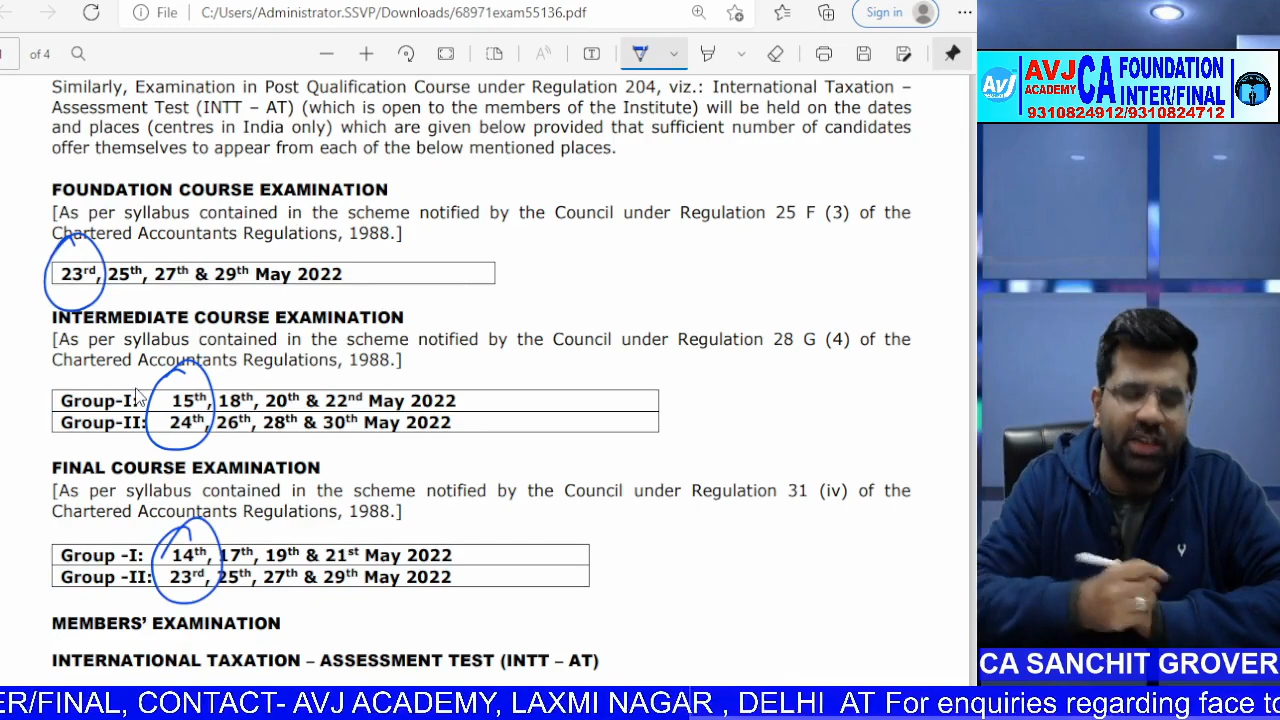 File | C:/Users/Administrator.SSVP/Downloads/68971exam55136.pdf
Sign in
of 4
Similarly, Examination in Post Qualification Course under Regulation 204, viz.: International Taxation –
Assessment Test (INTT – AT) (which is open to the members of the Institute) will be held on the dates
and places (centres in India only) which are given below provided that sufficient number of candidates
offer themselves to appear from each of the below mentioned places.
FOUNDATION COURSE EXAMINATION
[As per syllabus contained in the scheme notified by the Council under Regulation 25 F (3) of the
Chartered Accountants Regulations, 1988.]
23rd, 25th, 27th & 29th May 2022
INTERMEDIATE COURSE EXAMINATION
[As per syllabus contained in the scheme notified by the Council under Regulation 28 G (4) of the
Chartered Accountants Regulations, 1988.]
Group-I: 15th, 18th, 20th & 22nd May 2022
Group-II: 24th, 26th, 28th & 30th May 2022
FINAL COURSE EXAMINATION
[As per syllabus contained in the scheme notified by the Council under Regulation 31 (iv) of the
Chartered Accountants Regulations, 1988.]
Group -I: 14th, 17th, 19th & 21st May 2022
Group -II: 23rd, 25th, 27th & 29th May 2022
MEMBERS' EXAMINATION
INTERNATIONAL TAXATION – ASSESSMENT TEST (INTT – AT)
AVJ
ACADEMY
CA
FOUNDATION
INTER/FINAL
9310824912/9310824712
CA SANCHIT GROVER
ER/FINAL, CONTACT- AVJ ACADEMY, LAXMI NAGAR , DELHI AT For enquiries regarding face to